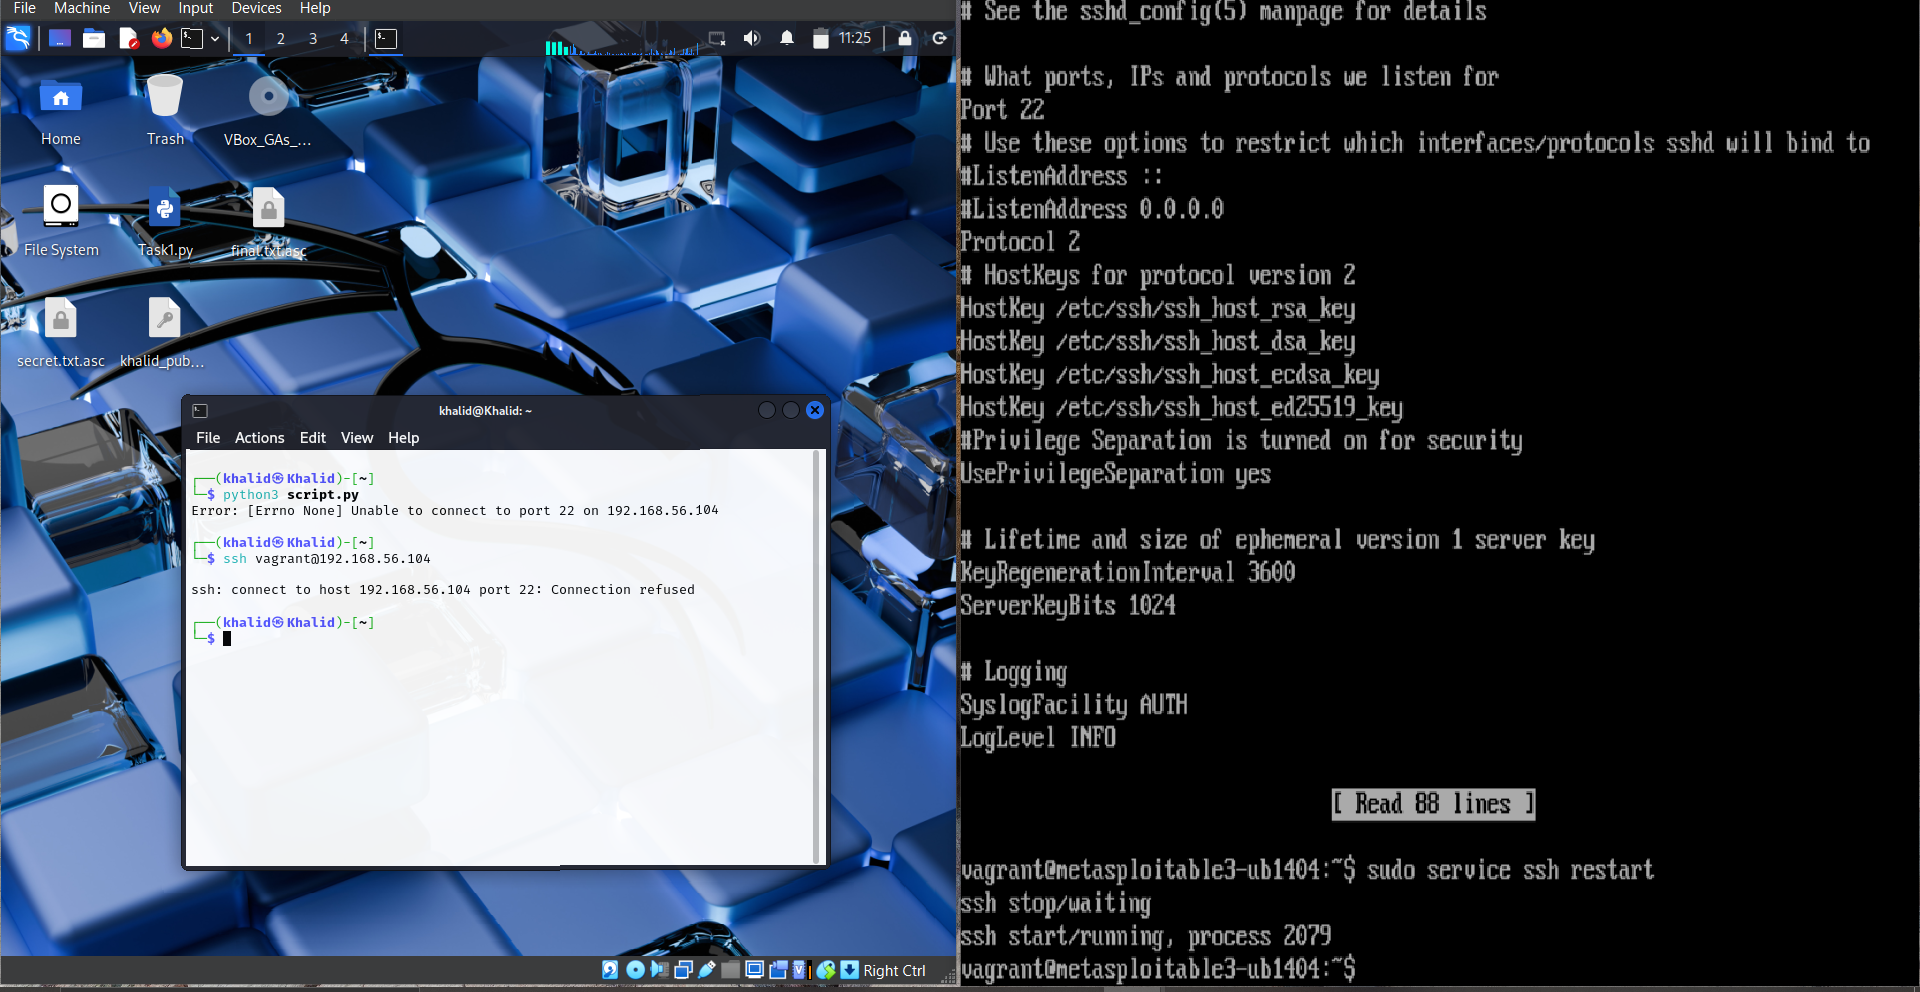 File Machine View Input Devices Help
1 2 3 4 11:25
Home
Trash
VBox_GAs_...
File System
Task1.py
final.txt.asc
secret.txt.asc
khalid_pub...
khalid@Khalid: ~
File Actions Edit View Help
┌──(khalid㉿Khalid)-[~]
└─$ python3 script.py
Error: [Errno None] Unable to connect to port 22 on 192.168.56.104
┌──(khalid㉿Khalid)-[~]
└─$ ssh vagrant@192.168.56.104
ssh: connect to host 192.168.56.104 port 22: Connection refused
┌──(khalid㉿Khalid)-[~]
└─$
Right Ctrl
# See the sshd_config(5) manpage for details
# What ports, IPs and protocols we listen for
Port 22
# Use these options to restrict which interfaces/protocols sshd will bind to
#ListenAddress ::
#ListenAddress 0.0.0.0
Protocol 2
# HostKeys for protocol version 2
HostKey /etc/ssh/ssh_host_rsa_key
HostKey /etc/ssh/ssh_host_dsa_key
HostKey /etc/ssh/ssh_host_ecdsa_key
HostKey /etc/ssh/ssh_host_ed25519_key
#Privilege Separation is turned on for security
UsePrivilegeSeparation yes
# Lifetime and size of ephemeral version 1 server key
KeyRegenerationInterval 3600
ServerKeyBits 1024
# Logging
SyslogFacility AUTH
LogLevel INFO
[ Read 88 lines ]
vagrant@metasploitable3-ub1404:~$ sudo service ssh restart
ssh stop/waiting
ssh start/running, process 2079
vagrant@metasploitable3-ub1404:~$